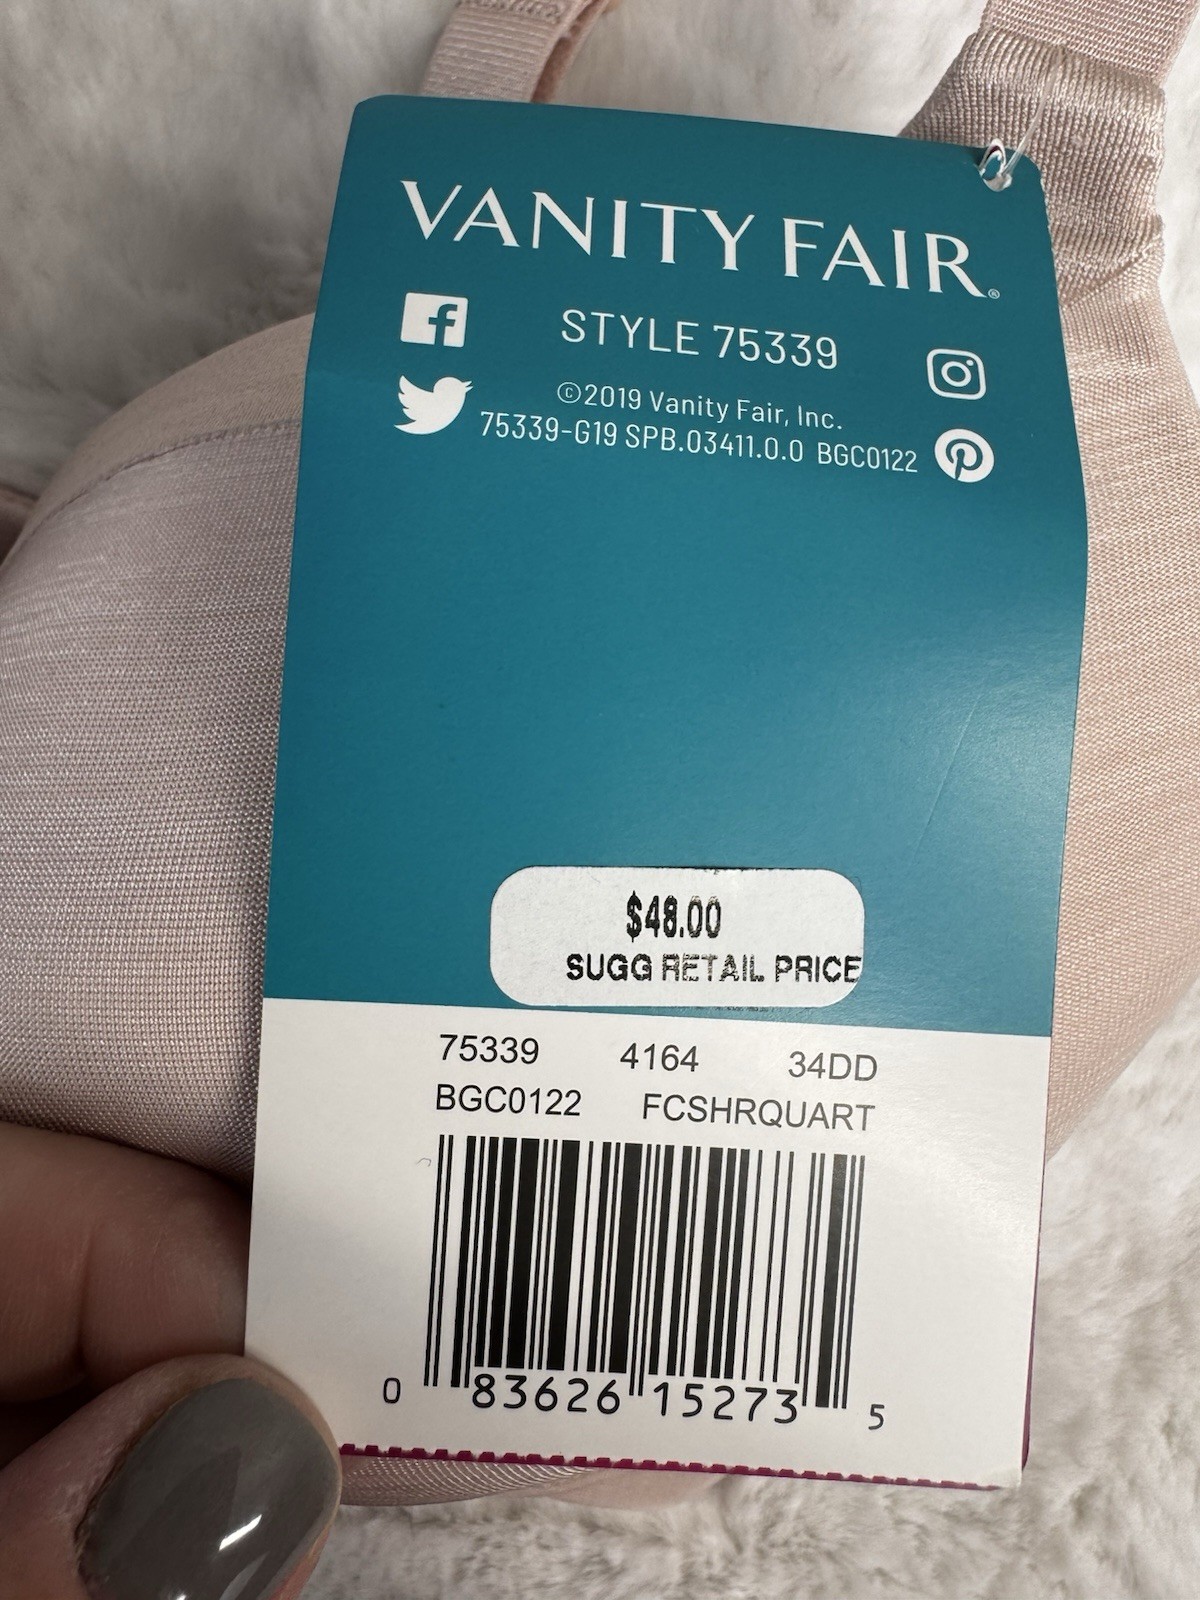 VANITY FAIR®
STYLE 75339
©2019 Vanity Fair, Inc.
75339-G19 SPB.03411.0.0 BGC0122
$48.00
SUGG RETAIL PRICE
75339 4164 34DD
BGC0122 FCSHRQUART
0 83626 15273 5